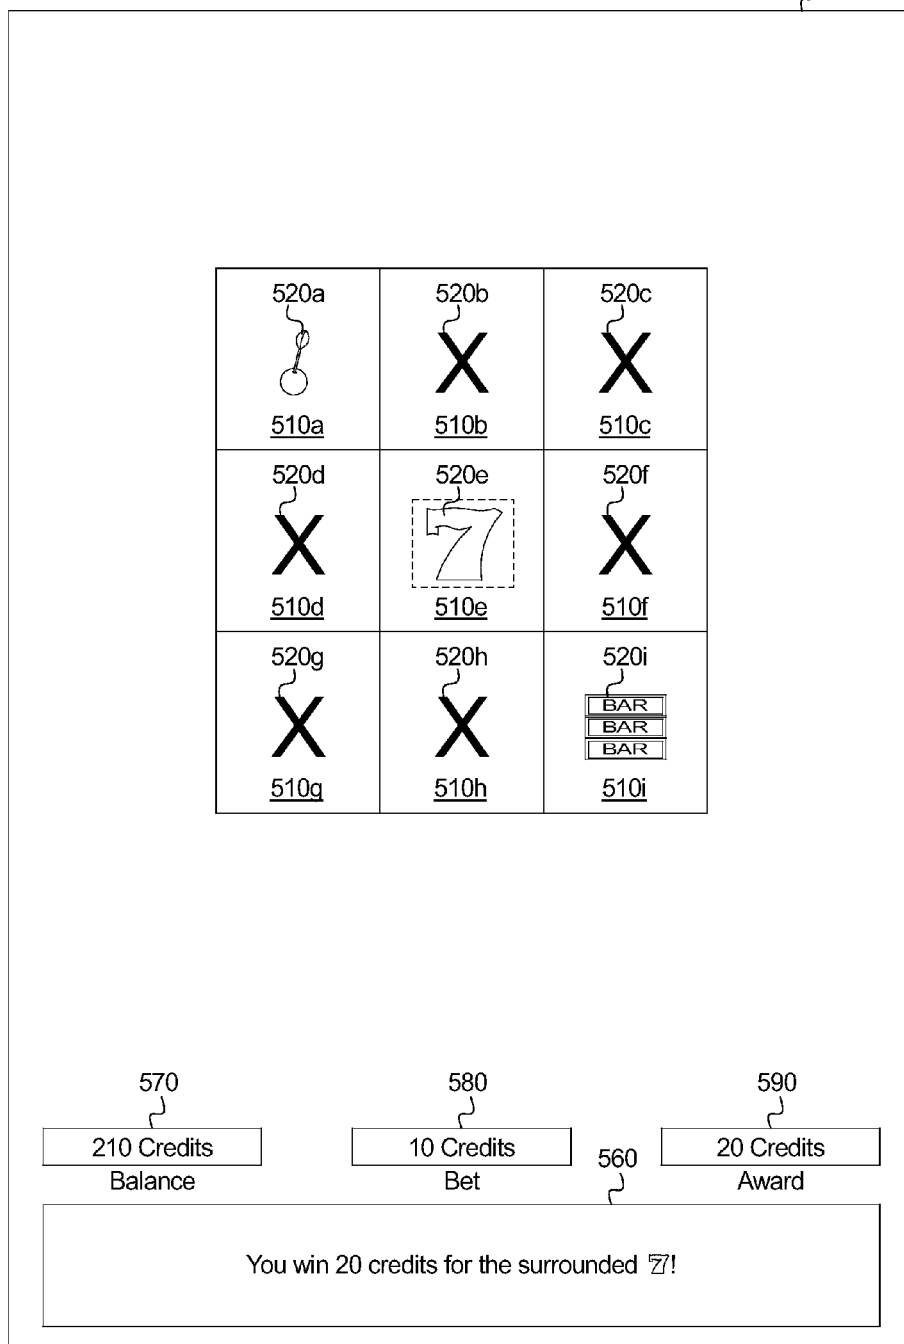 520a 520b 520c
X X
510a 510b 510c
520d 520e 520f
X 7 X
510d 510e 510f
520g 520h 520i
X X BAR
BAR
BAR
510g 510h 510i
570 580 590
210 Credits 10 Credits 20 Credits
560
Balance Bet Award
You win 20 credits for the surrounded 7!